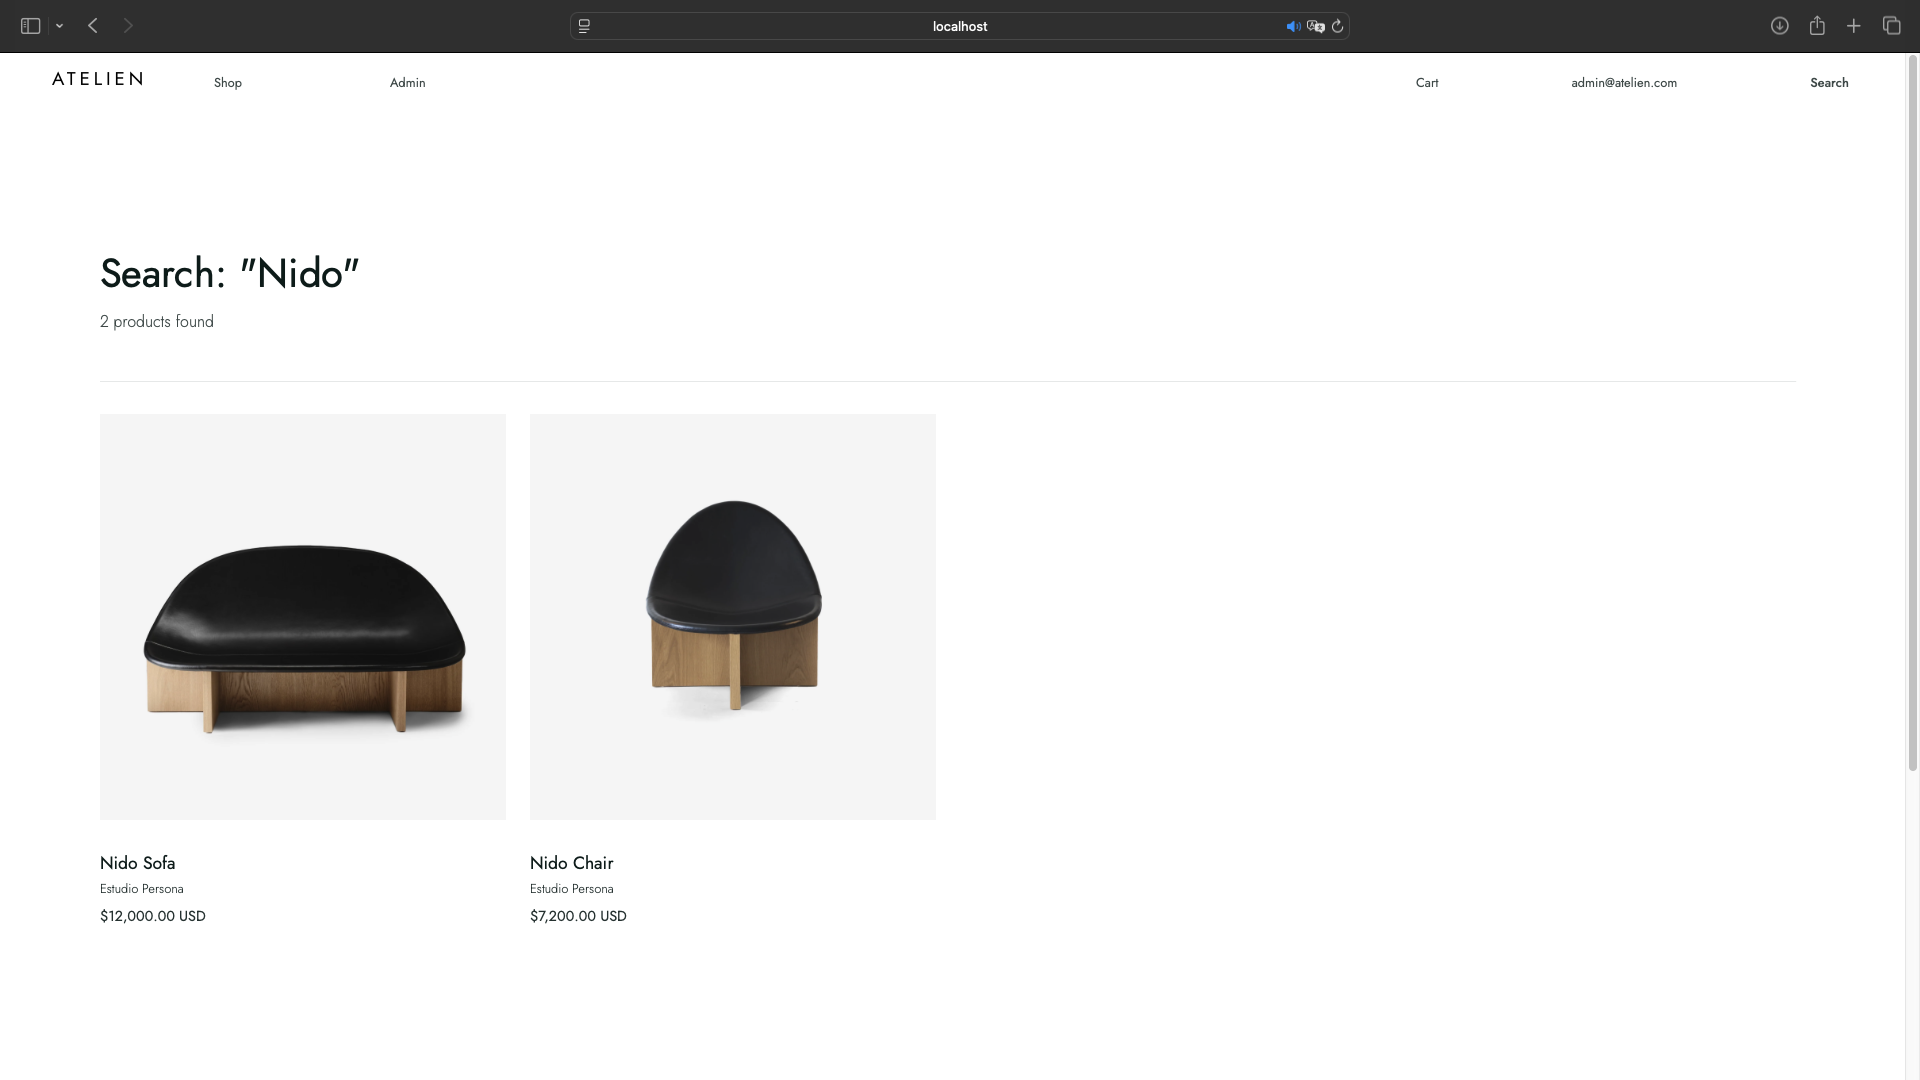 localhost
ATELIEN Shop Admin Cart admin@atelien.com Search
Search: "Nido"
2 products found
Nido Sofa
Estudio Persona
$12,000.00 USD
Nido Chair
Estudio Persona
$7,200.00 USD